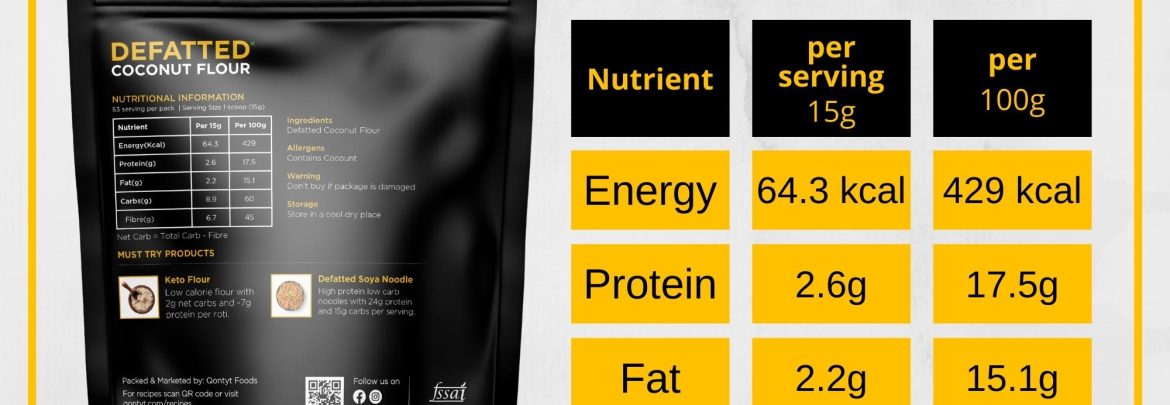 DEFATTED
COCONUT FLOUR
NUTRITIONAL INFORMATION
53 serving per pack | Serving Size 1 scoop (15g)
Nutrient Per 15g Per 100g
Energy(Kcal) 64.3 429
Protein(g) 2.6 17.5
Fat(g) 2.2 15.1
Carbs(g) 8.9 60
Fibre(g) 6.7 45
Net Carb = Total Carb - Fibre
Ingredients
Defatted Coconut Flour
Allergens
Contains Cocount
Warning
Don't buy if package is damaged
Storage
Store in a cool dry place
MUST TRY PRODUCTS
Keto Flour
Low calorie flour with
2g net carbs and ~7g
protein per roti.
Defatted Soya Noodle
High protein low carb
noodles with 24g protein
and 15g carbs per serving.
Packed & Marketed by: Qontyt Foods
For recipes scan QR code or visit
qontyt.com/recipes
Follow us on
fssai
Nutrient per serving 15g per 100g
Energy 64.3 kcal 429 kcal
Protein 2.6g 17.5g
Fat 2.2g 15.1g